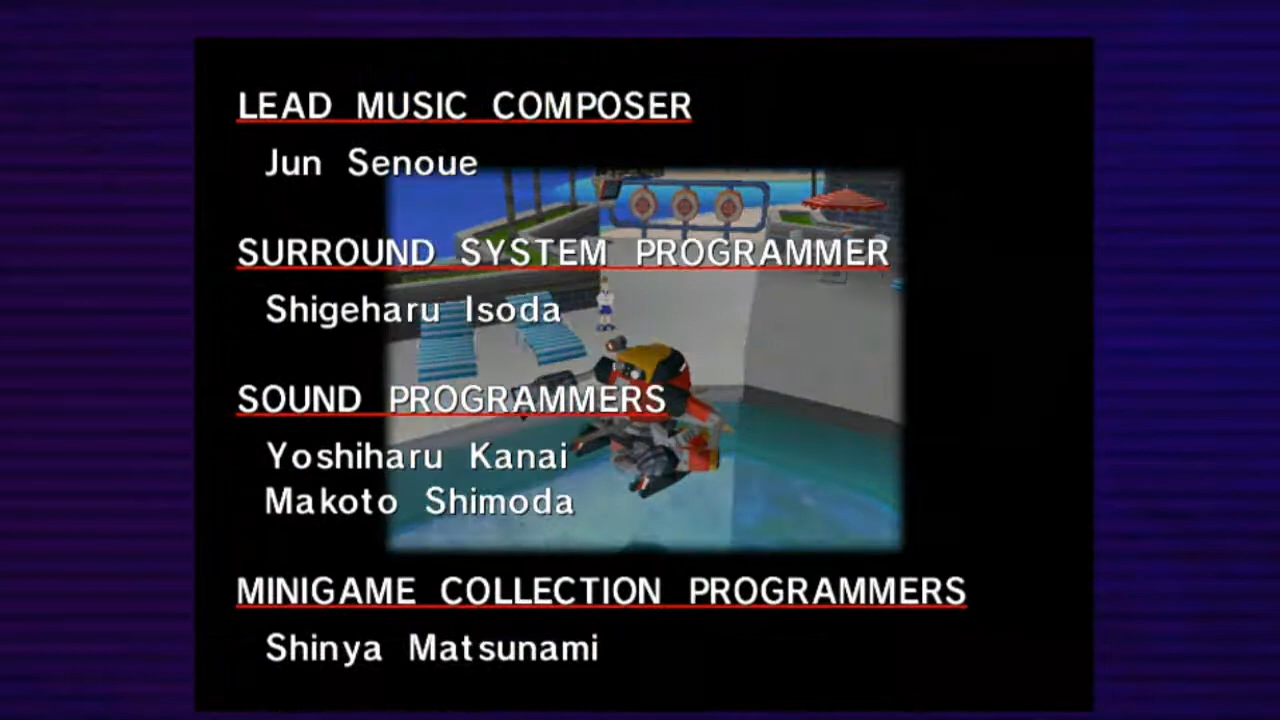 LEAD MUSIC COMPOSER
Jun Senoue
SURROUND SYSTEM PROGRAMMER
Shigeharu Isoda
SOUND PROGRAMMERS
Yoshiharu Kanai
Makoto Shimoda
MINIGAME COLLECTION PROGRAMMERS
Shinya Matsunami